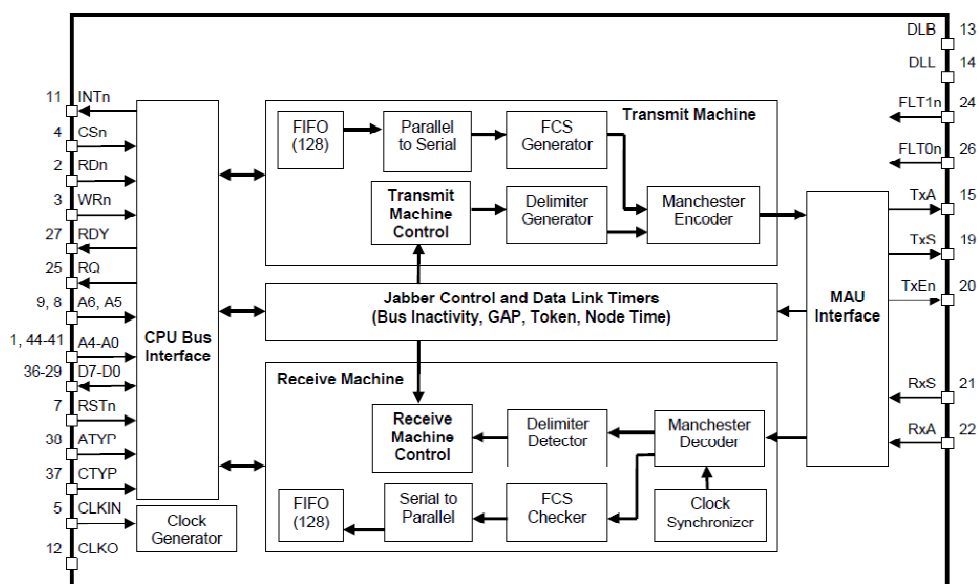 DLB 13
DLL 14
11 INTn
4 CSn
2 RDn
3 WRn
27 RDY
25 RQ
9, 8 A6, A5
1, 44-41 A4-A0
36-29 D7-D0
7 RSTn
38 ATYP
37 CTYP
5 CLKIN
12 CLKO
CPU Bus
Interface
Clock
Generator
Transmit Machine
FIFO
(128)
Parallel
to Serial
FCS
Generator
Transmit
Machine
Control
Delimiter
Generator
Manchester
Encoder
Jabber Control and Data Link Timers
(Bus Inactivity, GAP, Token, Node Time)
Receive Machine
Receive
Machine
Control
Delimiter
Detector
Manchester
Decoder
FIFO
(128)
Serial to
Parallel
FCS
Checker
Clock
Synchronizer
MAU
Interface
FLT1n 24
FLT0n 26
TxA 15
TxS 19
TxEn 20
RxS 21
RxA 22